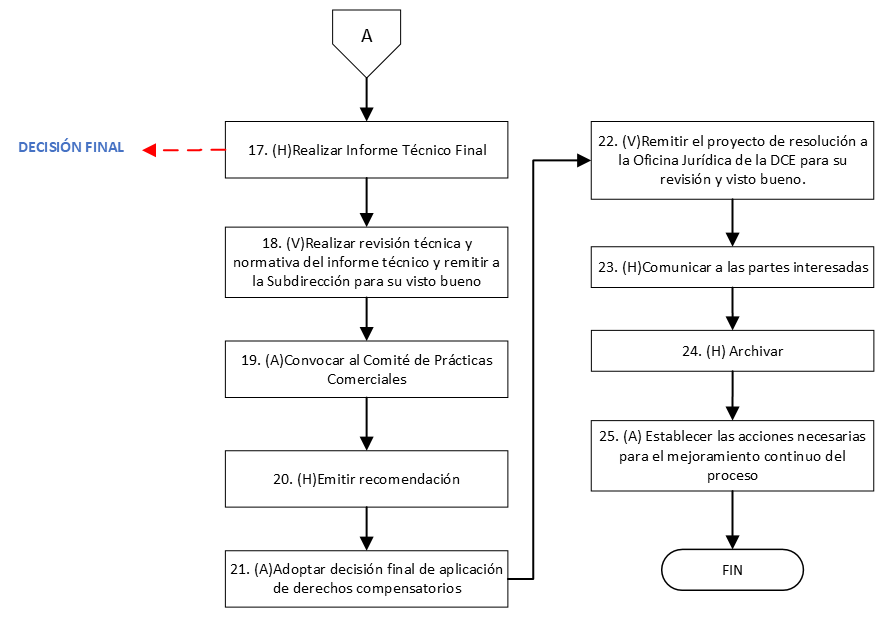 A
DECISIÓN FINAL
17. (H)Realizar Informe Técnico Final
18. (V)Realizar revisión técnica y
normativa del informe técnico y remitir a
la Subdirección para su visto bueno
19. (A)Convocar al Comité de Prácticas
Comerciales
20. (H)Emitir recomendación
21. (A)Adoptar decisión final de aplicación
de derechos compensatorios
22. (V)Remitir el proyecto de resolución a
la Oficina Jurídica de la DCE para su
revisión y visto bueno.
23. (H)Comunicar a las partes interesadas
24. (H) Archivar
25. (A) Establecer las acciones necesarias
para el mejoramiento continuo del
proceso
FIN